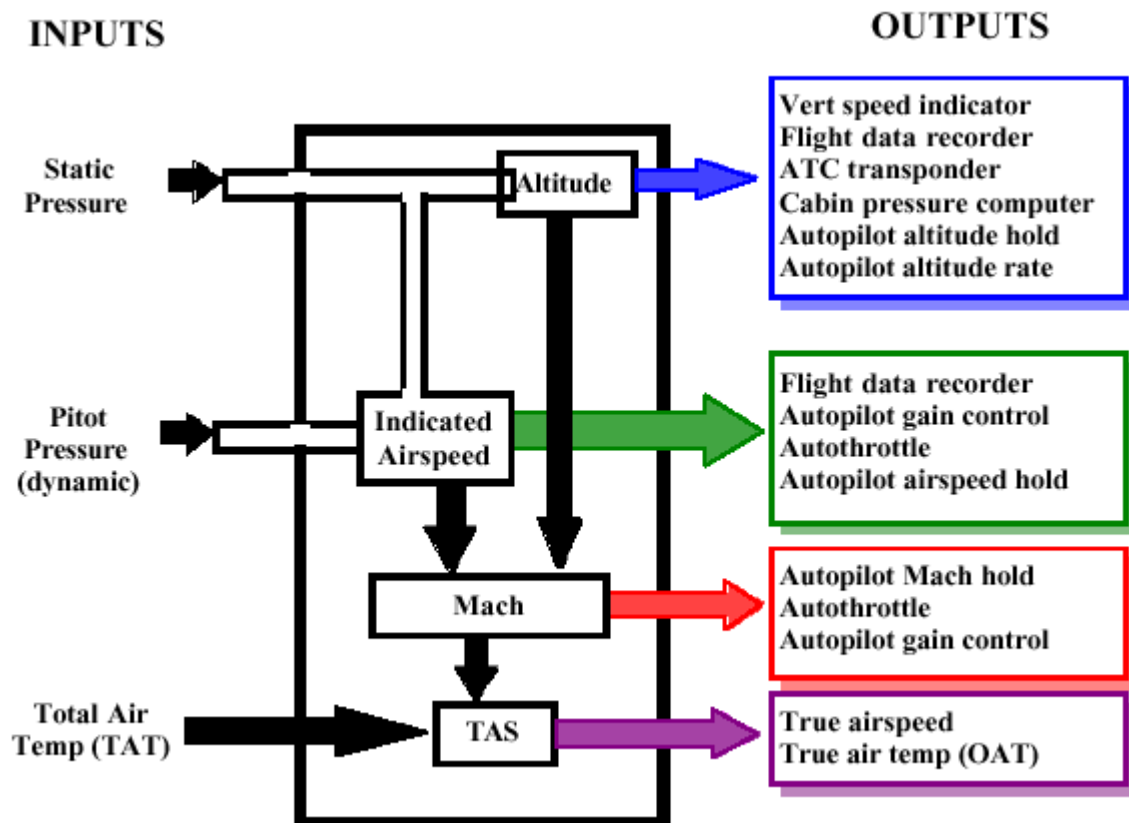 INPUTS
OUTPUTS
Static
Pressure
Altitude
Vert speed indicator
Flight data recorder
ATC transponder
Cabin pressure computer
Autopilot altitude hold
Autopilot altitude rate
Pitot
Pressure
(dynamic)
Indicated
Airspeed
Flight data recorder
Autopilot gain control
Autothrottle
Autopilot airspeed hold
Mach
Autopilot Mach hold
Autothrottle
Autopilot gain control
Total Air
Temp (TAT)
TAS
True airspeed
True air temp (OAT)